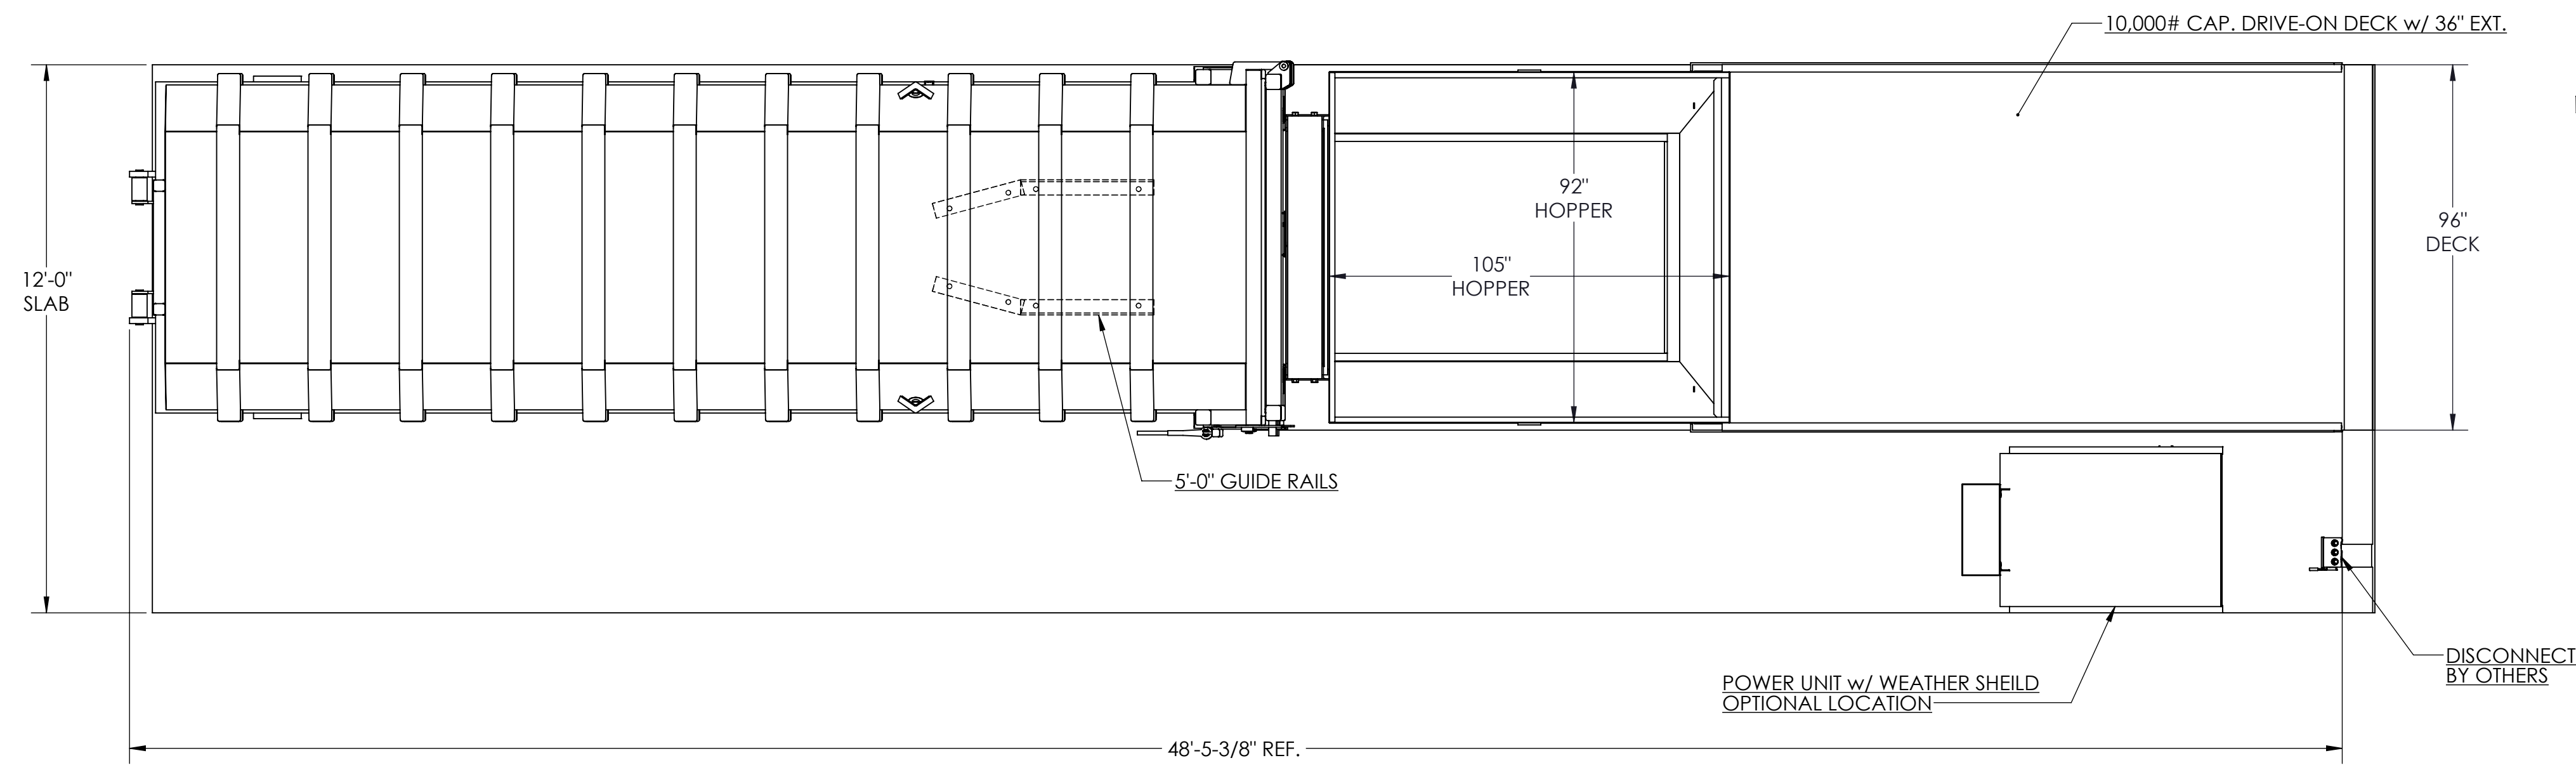 10,000# CAP. DRIVE-ON DECK w/ 36" EXT.
92"
HOPPER
96"
DECK
105"
HOPPER
12'-0"
SLAB
5'-0" GUIDE RAILS
DISCONNECT
BY OTHERS
POWER UNIT w/ WEATHER SHEILD
OPTIONAL LOCATION
48'-5-3/8" REF.